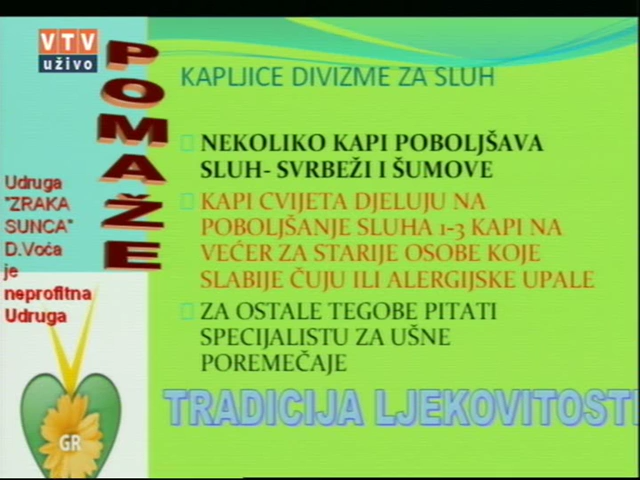 VTV
uživo
POMAŽE
KAPLJICE DIVIZME ZA SLUH
NEKOLIKO KAPI POBOLJŠAVA
SLUH- SVRBEŽI I ŠUMOVE
KAPI CVIJETA DJELUJU NA
POBOLJŠANJE SLUHA 1-3 KAPI NA
VEĆER ZA STARIJE OSOBE KOJE
SLABIJE ČUJU ILI ALERGIJSKE UPALE
ZA OSTALE TEGOBE PITATI
SPECIJALISTU ZA UŠNE
POREMEČAJE
Udruga
"ZRAKA
SUNCA"
D.Voća
je
neprofitna
Udruga
GR
TRADICIJA LJEKOVITOSTI